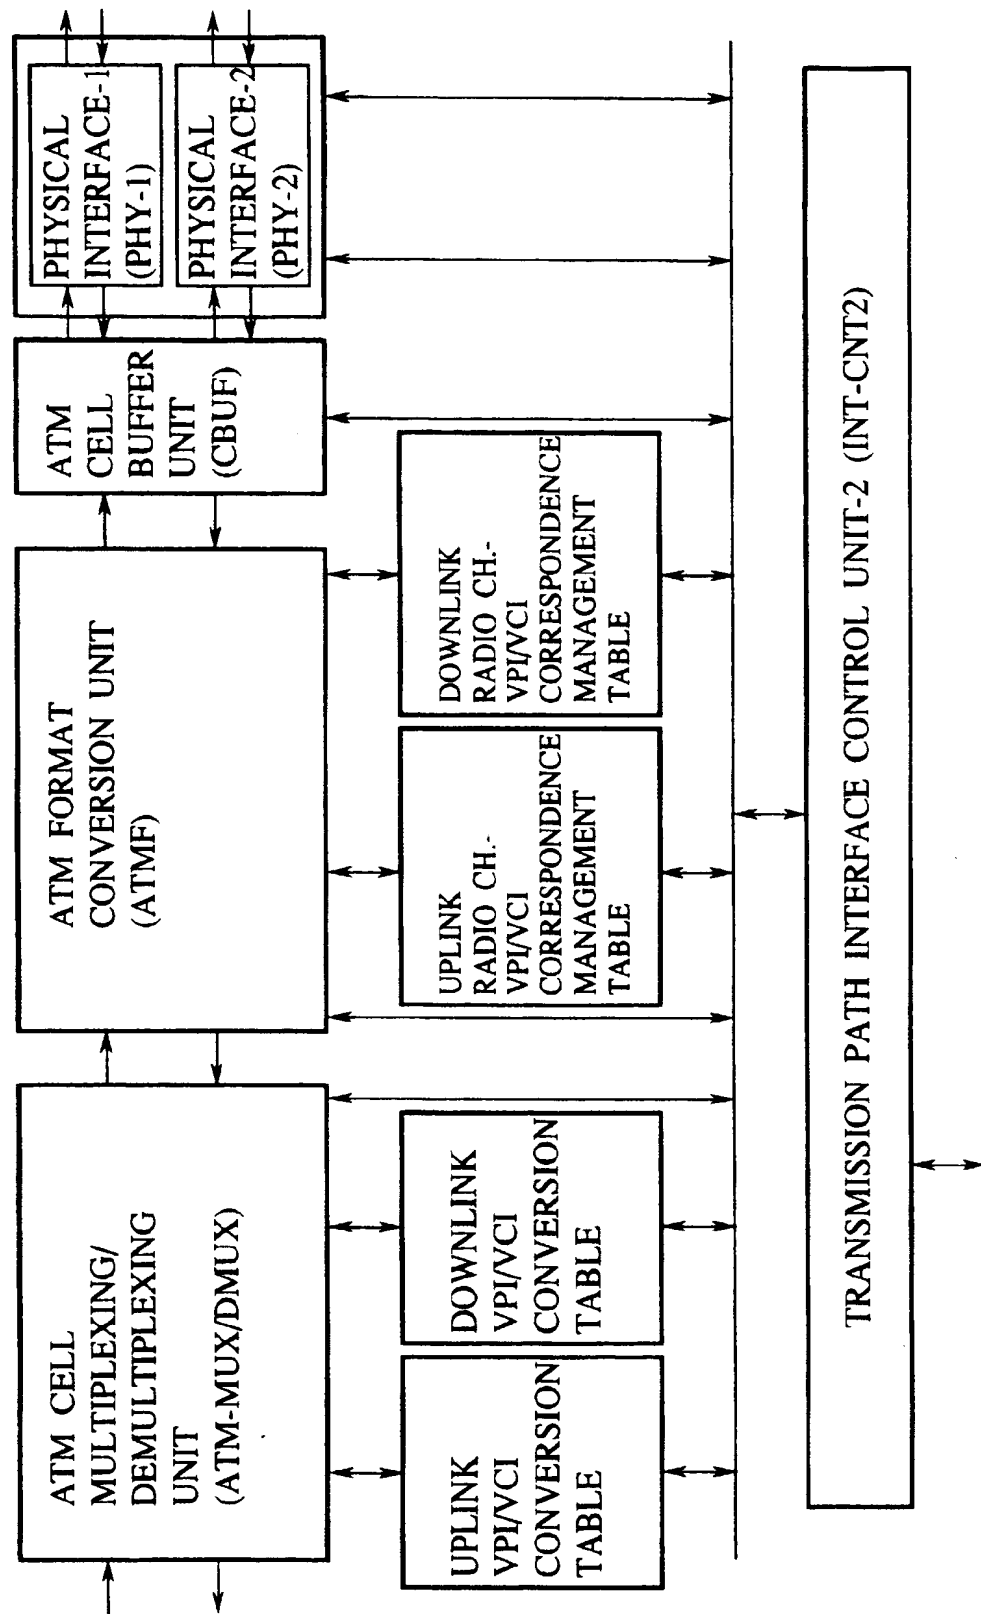 ATM CELL
MULTIPLEXING/
DEMULTIPLEXING
UNIT
(ATM-MUX/DMUX)
ATM FORMAT
CONVERSION UNIT
(ATMF)
ATM
CELL
BUFFER
UNIT
(CBUF)
PHYSICAL
INTERFACE-1
(PHY-1)
PHYSICAL
INTERFACE-2
(PHY-2)
UPLINK
VPI/VCI
CONVERSION
TABLE
DOWNLINK
VPI/VCI
CONVERSION
TABLE
UPLINK
RADIO CH.-
VPI/VCI
CORRESPONDENCE
MANAGEMENT
TABLE
DOWNLINK
RADIO CH.-
VPI/VCI
CORRESPONDENCE
MANAGEMENT
TABLE
TRANSMISSION PATH INTERFACE CONTROL UNIT-2 (INT-CNT2)